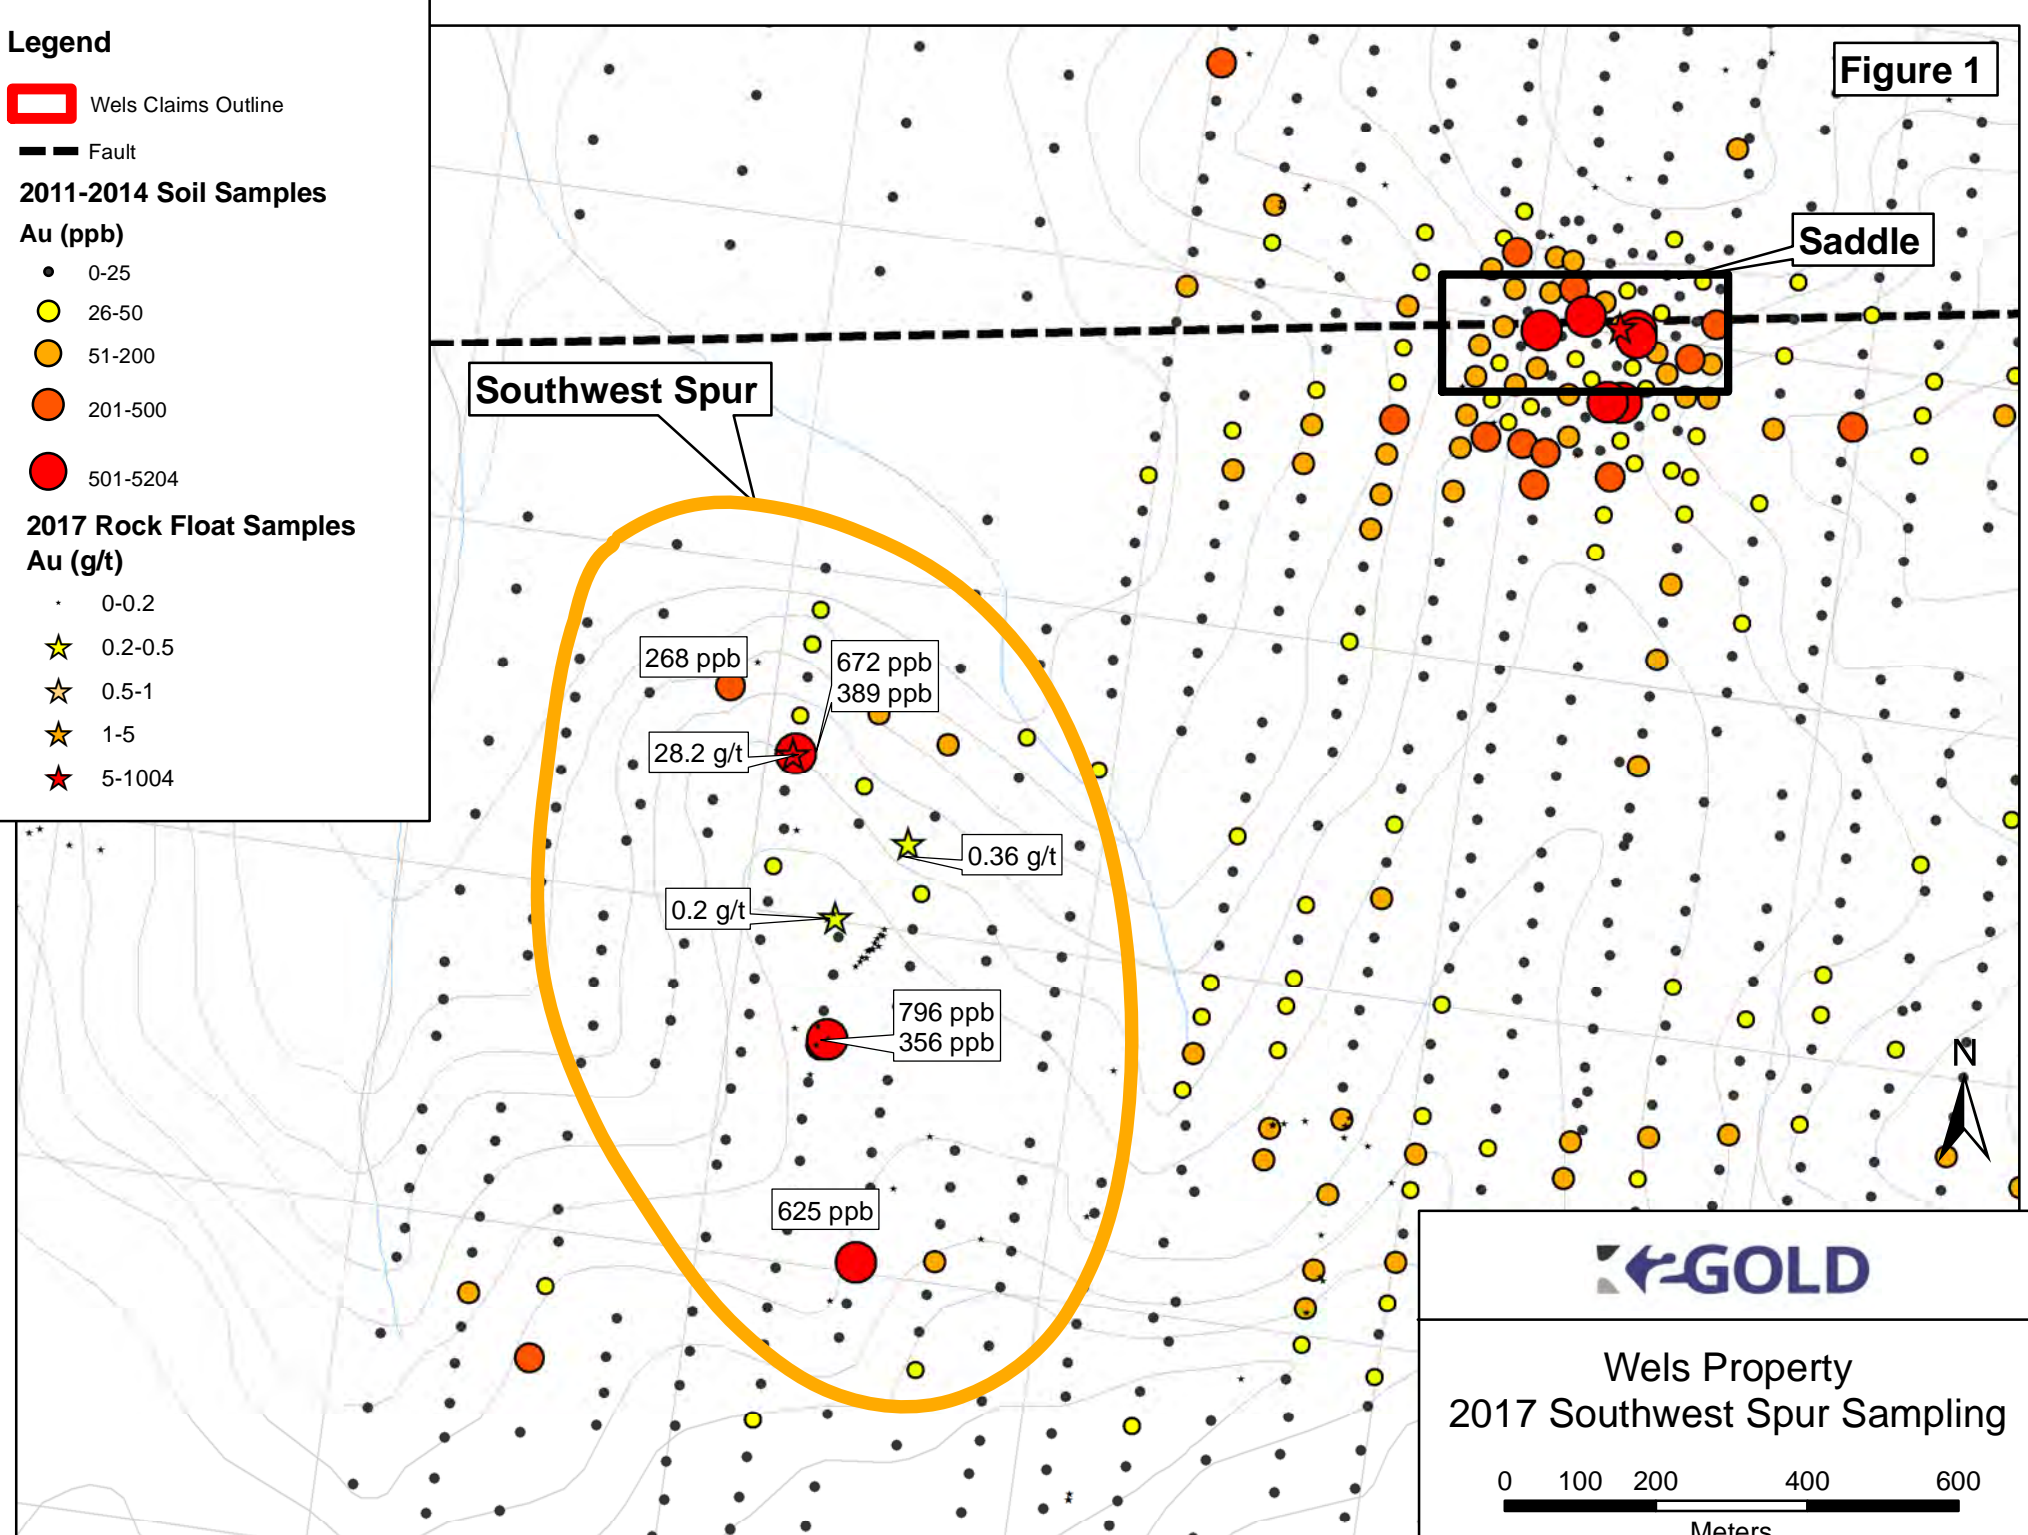 Legend
Wels Claims Outline
Fault
2011-2014 Soil Samples
Au (ppb)
0-25
26-50
51-200
201-500
501-5204
2017 Rock Float Samples
Au (g/t)
0-0.2
0.2-0.5
0.5-1
1-5
5-1004
Figure 1
Saddle
Southwest Spur
268 ppb
672 ppb
389 ppb
28.2 g/t
0.36 g/t
0.2 g/t
796 ppb
356 ppb
625 ppb
N
GOLD
Wels Property
2017 Southwest Spur Sampling
0 100 200 400 600
Meters